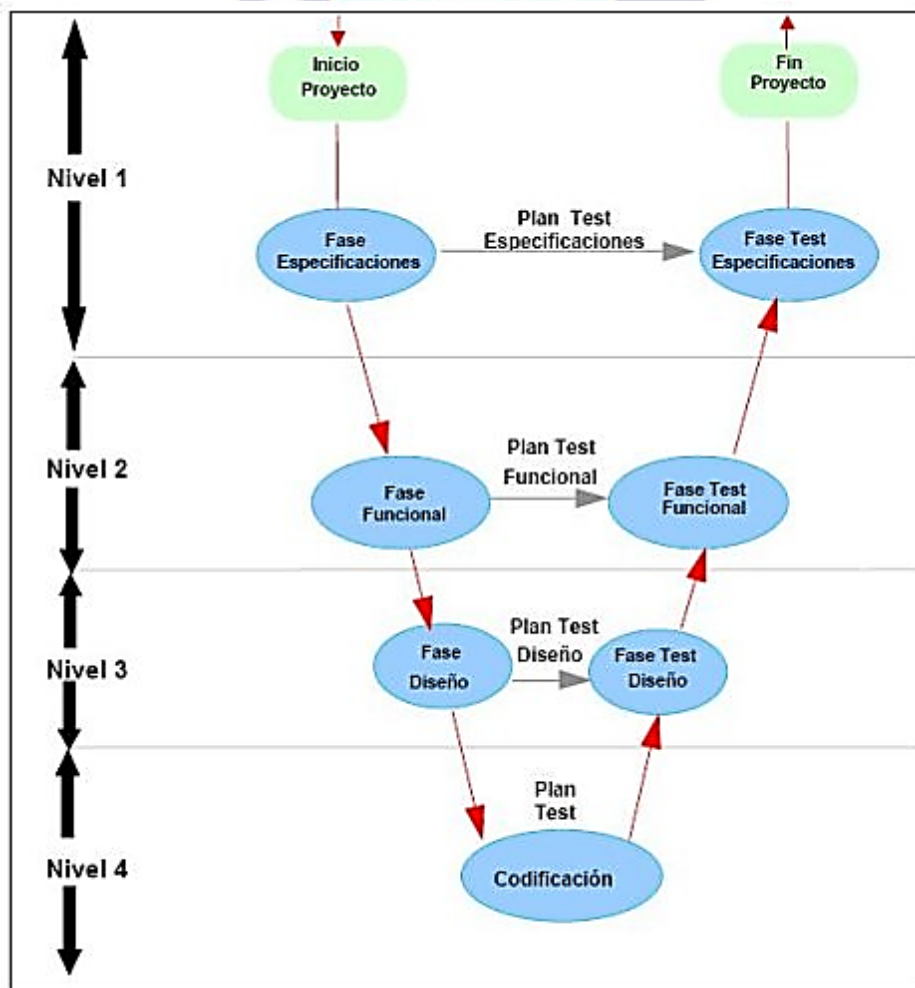 Inicio
Proyecto
Fin
Proyecto
Nivel 1
Fase
Especificaciones
Plan Test
Especificaciones
Fase Test
Especificaciones
Nivel 2
Fase
Funcional
Plan Test
Funcional
Fase Test
Funcional
Nivel 3
Fase
Diseño
Plan Test
Diseño
Fase Test
Diseño
Nivel 4
Plan
Test
Codificación